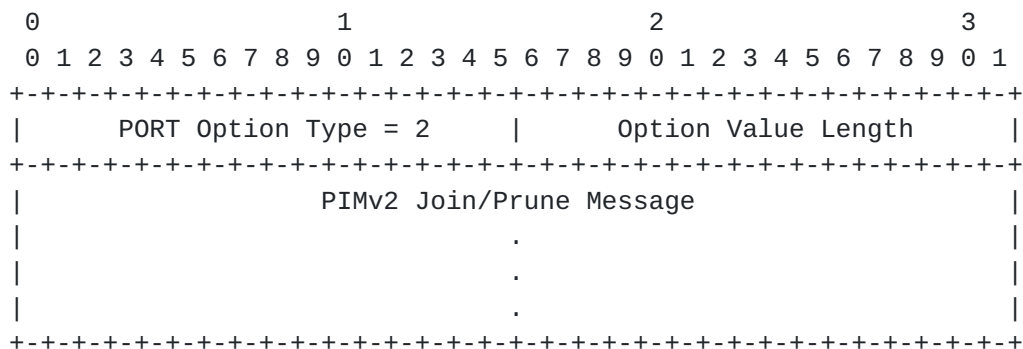 0                   1                   2                   3
 0 1 2 3 4 5 6 7 8 9 0 1 2 3 4 5 6 7 8 9 0 1 2 3 4 5 6 7 8 9 0 1
+-+-+-+-+-+-+-+-+-+-+-+-+-+-+-+-+-+-+-+-+-+-+-+-+-+-+-+-+-+-+-+-+
|      PORT Option Type = 2     |      Option Value Length      |
+-+-+-+-+-+-+-+-+-+-+-+-+-+-+-+-+-+-+-+-+-+-+-+-+-+-+-+-+-+-+-+-+
|                   PIMv2 Join/Prune Message                    |
|                               .                               |
|                               .                               |
|                               .                               |
+-+-+-+-+-+-+-+-+-+-+-+-+-+-+-+-+-+-+-+-+-+-+-+-+-+-+-+-+-+-+-+-+